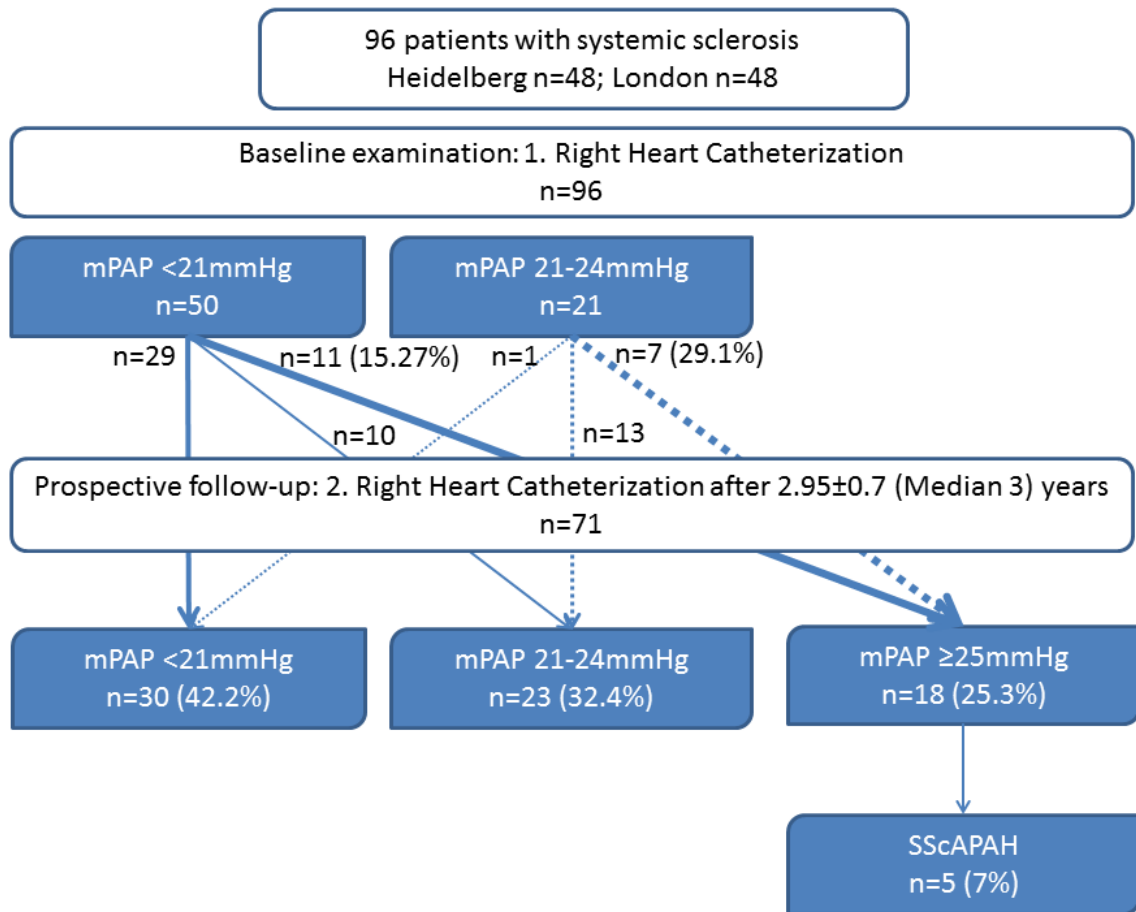 96 patients with systemic sclerosis
Heidelberg n=48; London n=48
Baseline examination: 1. Right Heart Catheterization
n=96
mPAP <21mmHg
n=50
mPAP 21-24mmHg
n=21
n=29
n=11 (15.27%)
n=1
n=7 (29.1%)
n=10
n=13
Prospective follow-up: 2. Right Heart Catheterization after 2.95±0.7 (Median 3) years
n=71
mPAP <21mmHg
n=30 (42.2%)
mPAP 21-24mmHg
n=23 (32.4%)
mPAP ≥25mmHg
n=18 (25.3%)
SScAPAH
n=5 (7%)